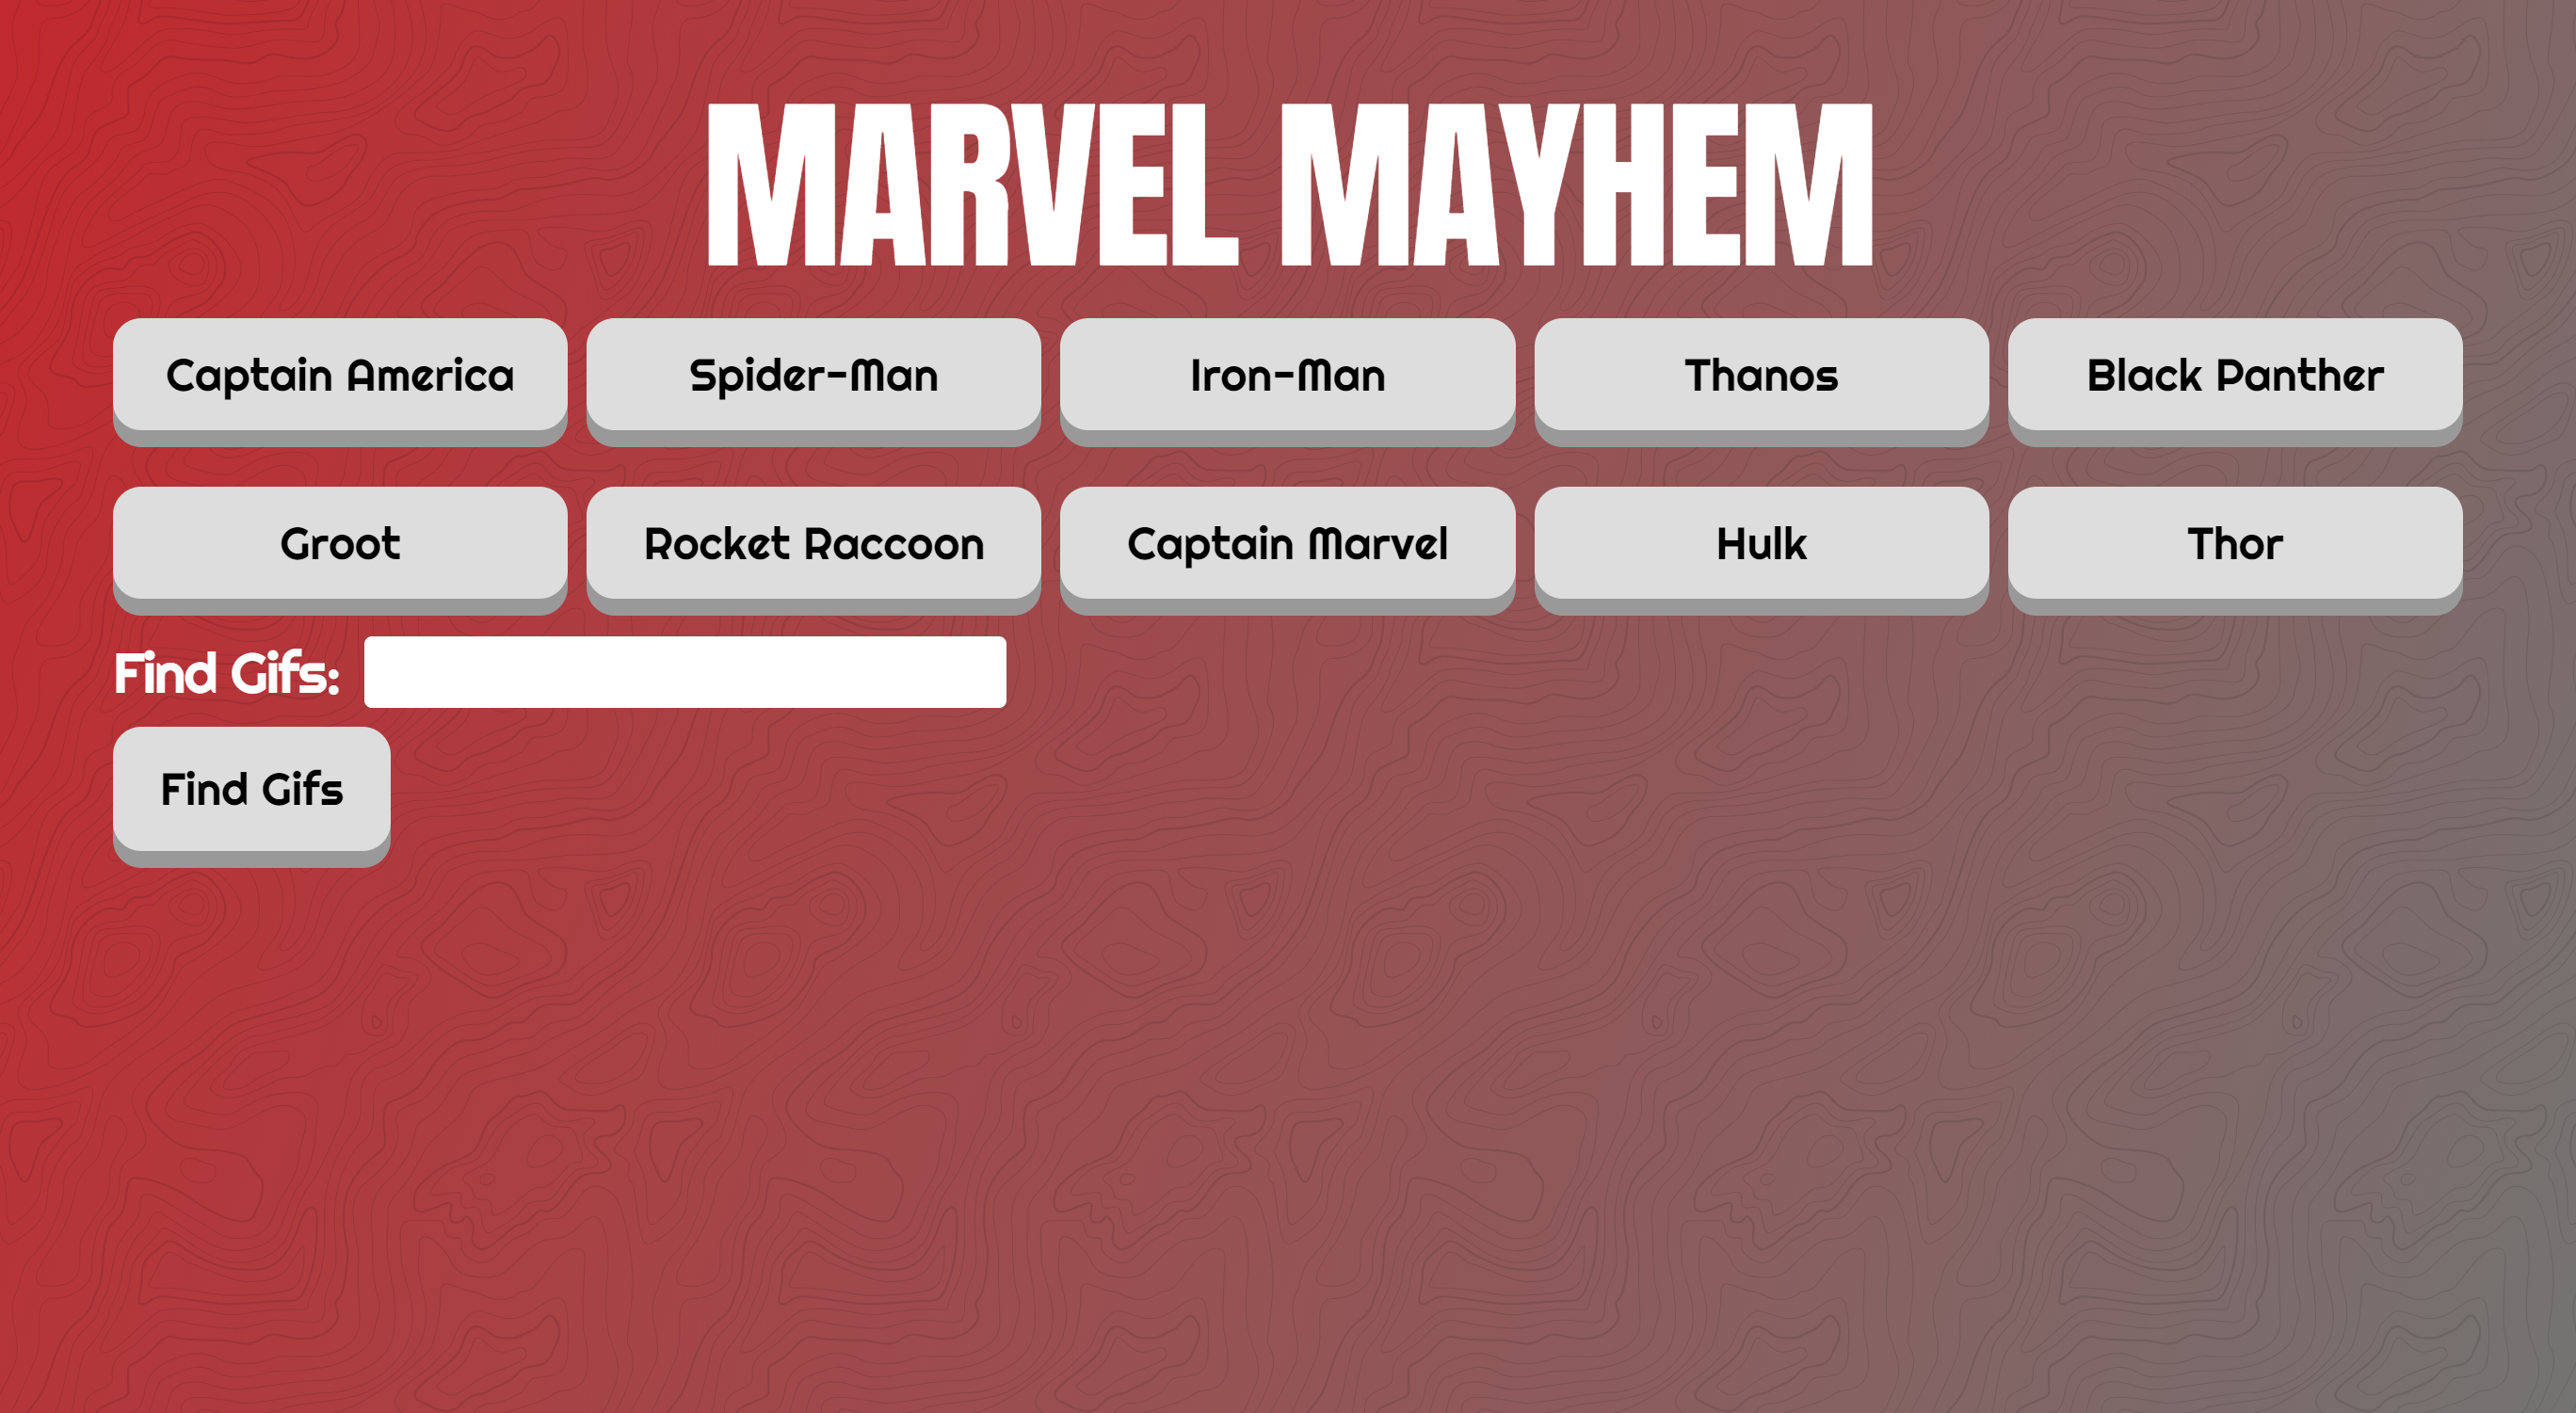 MARVEL MAYHEM
Captain America Spider-Man Iron-Man Thanos Black Panther
Groot Rocket Raccoon Captain Marvel Hulk Thor
Find Gifs:
Find Gifs